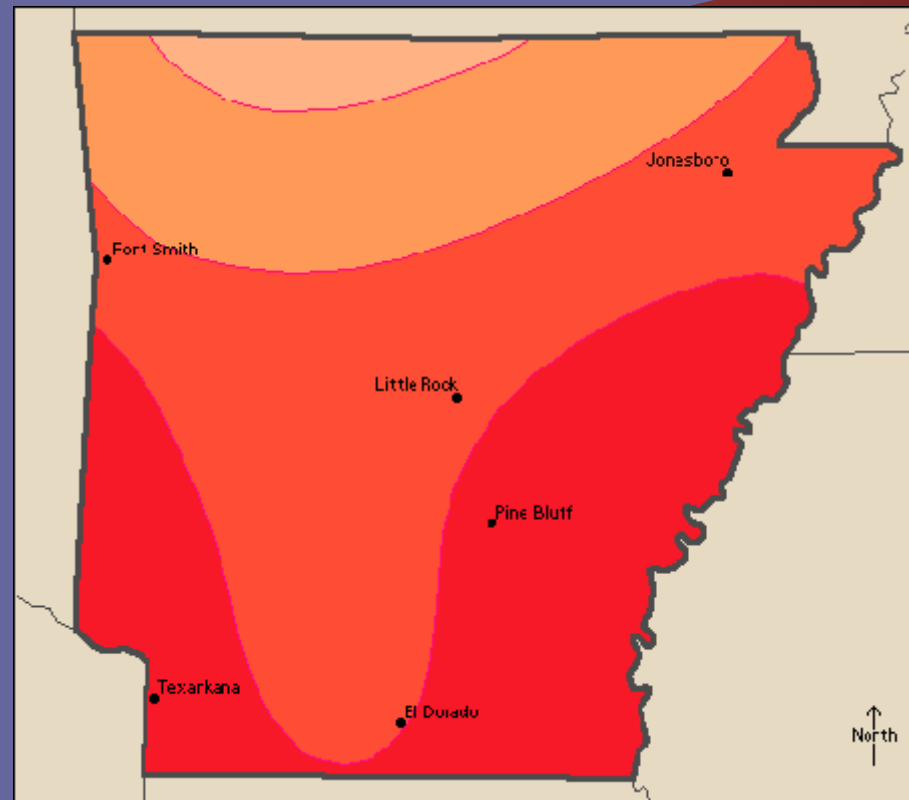 Jonesboro
Fort Smith
Little Rock
Pine Bluff
Texarkana
El Dorado
North